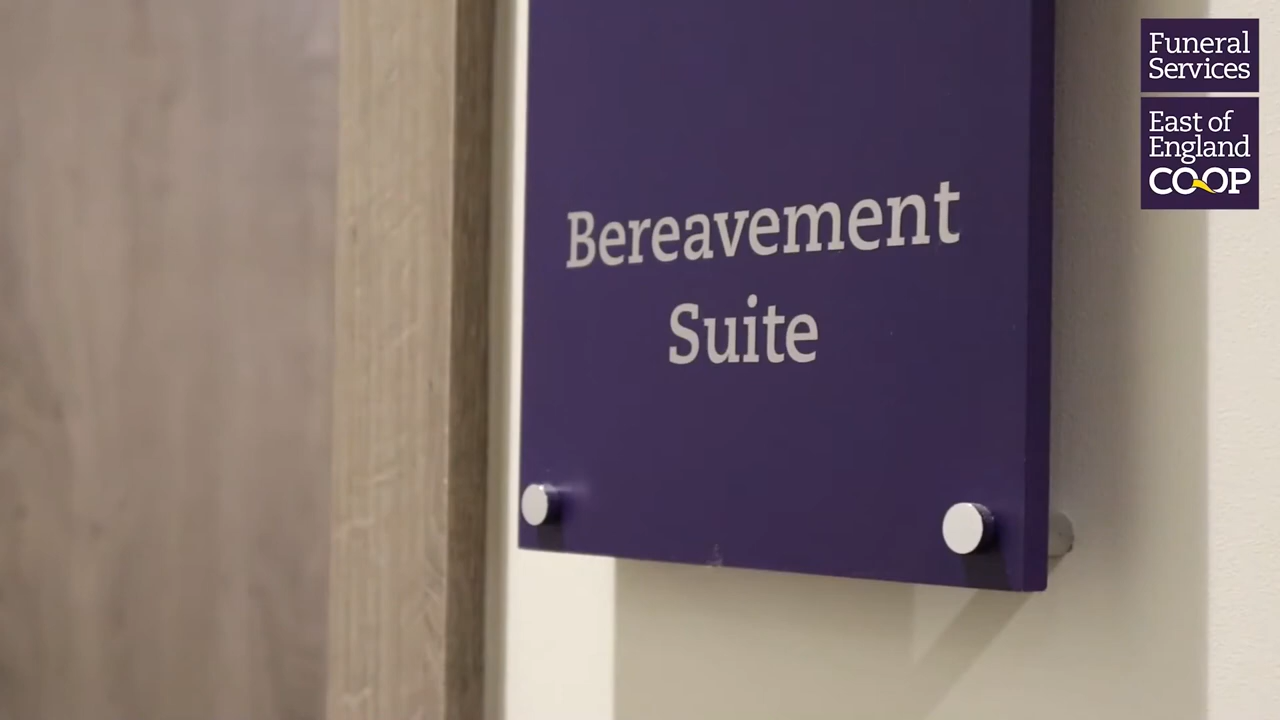 Funeral
Services
East of
England
COOP
Bereavement
Suite